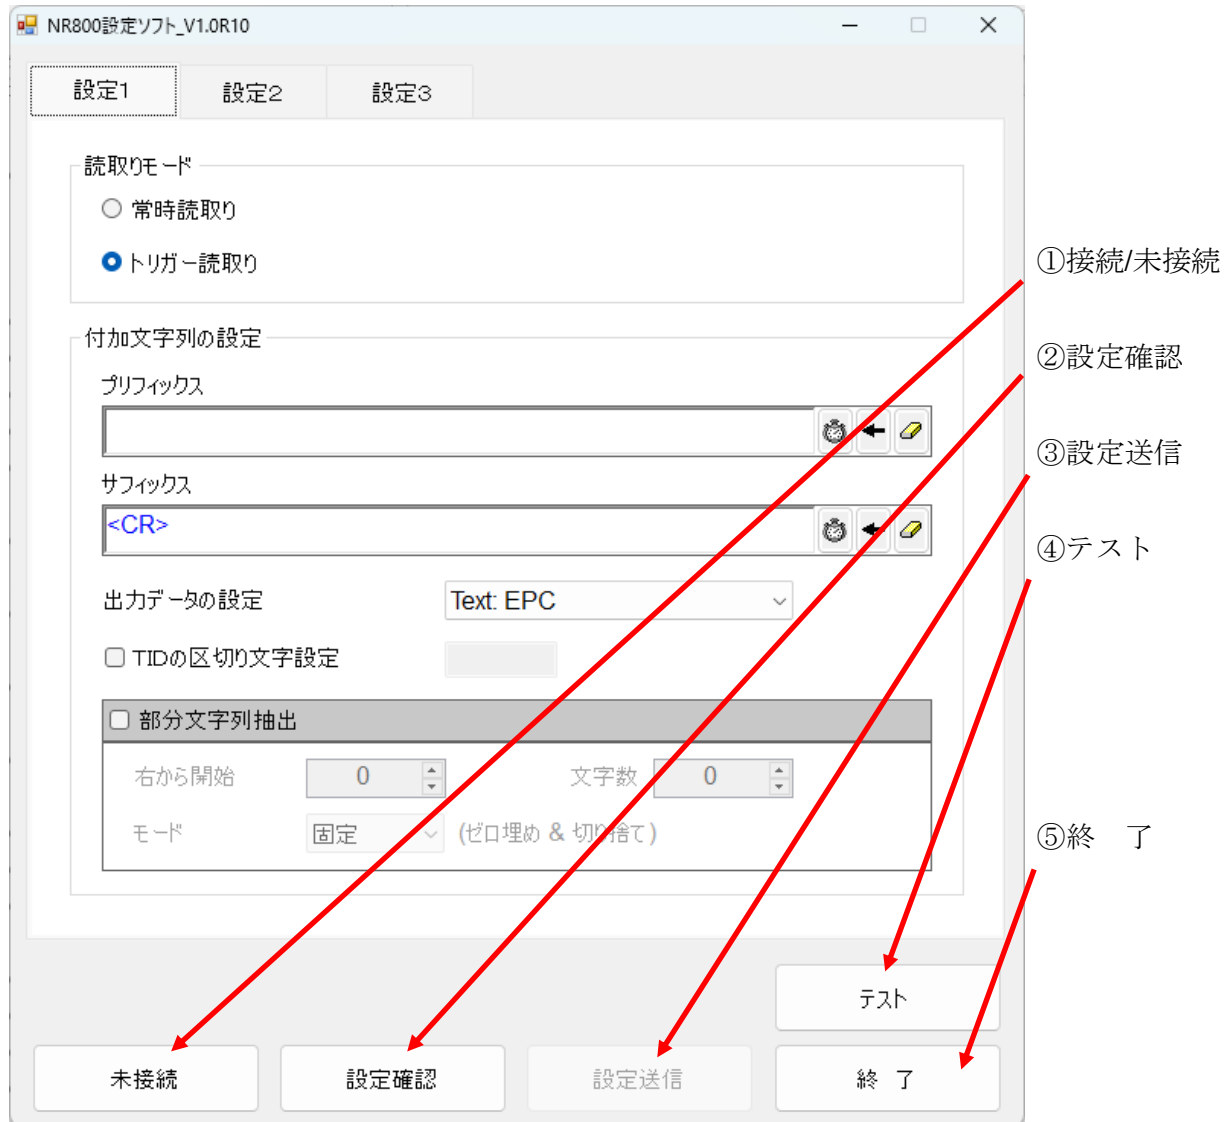 NR800設定ソフト_V1.0R10
設定1 設定2 設定3
読取りモード
常時読取り
トリガー読取り
①接続/未接続
付加文字列の設定
②設定確認
プリフィックス
③設定送信
サフィックス
<CR>
④テスト
出力データの設定 Text: EPC
TIDの区切り文字設定
部分文字列抽出
右から開始 0 文字数 0
モード 固定 (ゼロ埋め & 切り捨て)
⑤終　了
テスト
未接続 設定確認 設定送信 終　了